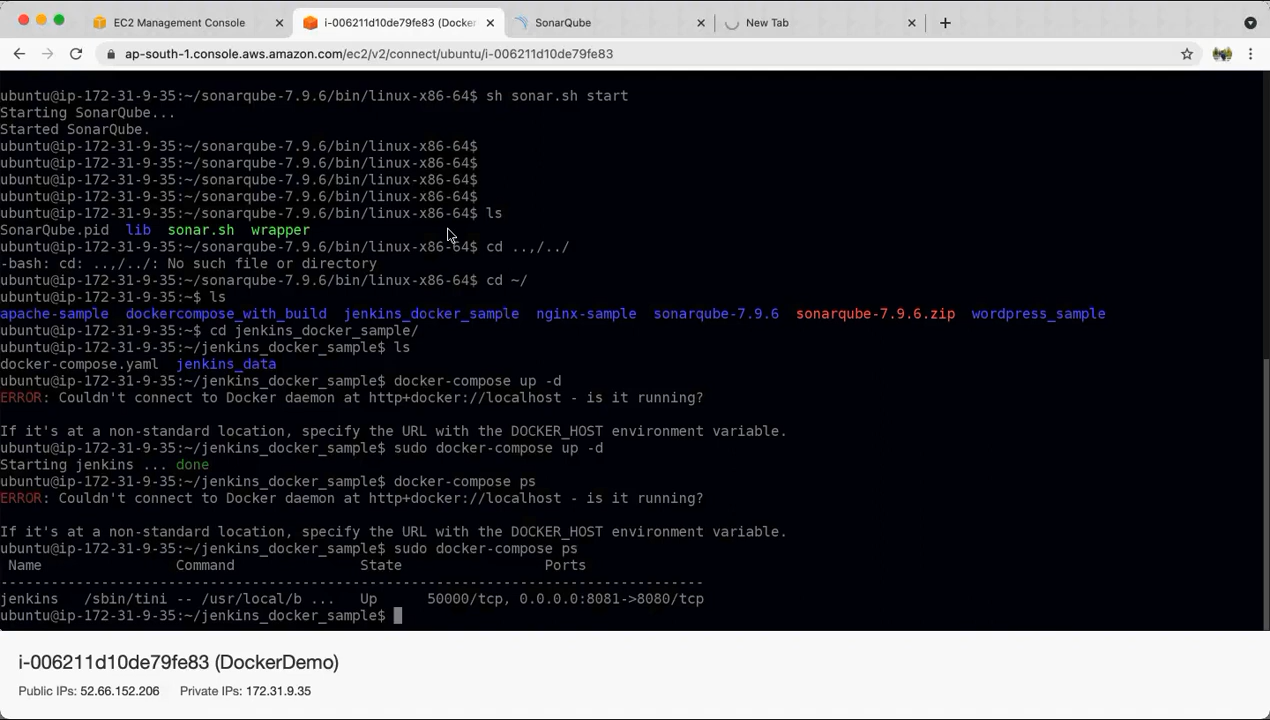 EC2 Management Console
i-006211d10de79fe83 (Docker
SonarQube
New Tab
ap-south-1.console.aws.amazon.com/ec2/v2/connect/ubuntu/i-006211d10de79fe83
ubuntu@ip-172-31-9-35:~/sonarqube-7.9.6/bin/linux-x86-64$ sh sonar.sh start
Starting SonarQube...
Started SonarQube.
ubuntu@ip-172-31-9-35:~/sonarqube-7.9.6/bin/linux-x86-64$
ubuntu@ip-172-31-9-35:~/sonarqube-7.9.6/bin/linux-x86-64$
ubuntu@ip-172-31-9-35:~/sonarqube-7.9.6/bin/linux-x86-64$
ubuntu@ip-172-31-9-35:~/sonarqube-7.9.6/bin/linux-x86-64$
ubuntu@ip-172-31-9-35:~/sonarqube-7.9.6/bin/linux-x86-64$ ls
SonarQube.pid  lib  sonar.sh  wrapper
ubuntu@ip-172-31-9-35:~/sonarqube-7.9.6/bin/linux-x86-64$ cd ..,/../
-bash: cd: ..,/../: No such file or directory
ubuntu@ip-172-31-9-35:~/sonarqube-7.9.6/bin/linux-x86-64$ cd ~/
ubuntu@ip-172-31-9-35:~$ ls
apache-sample  dockercompose_with_build  jenkins_docker_sample  nginx-sample  sonarqube-7.9.6  sonarqube-7.9.6.zip  wordpress_sample
ubuntu@ip-172-31-9-35:~$ cd jenkins_docker_sample/
ubuntu@ip-172-31-9-35:~/jenkins_docker_sample$ ls
docker-compose.yaml  jenkins_data
ubuntu@ip-172-31-9-35:~/jenkins_docker_sample$ docker-compose up -d
ERROR: Couldn't connect to Docker daemon at http+docker://localhost - is it running?
If it's at a non-standard location, specify the URL with the DOCKER_HOST environment variable.
ubuntu@ip-172-31-9-35:~/jenkins_docker_sample$ sudo docker-compose up -d
Starting jenkins ... done
ubuntu@ip-172-31-9-35:~/jenkins_docker_sample$ docker-compose ps
ERROR: Couldn't connect to Docker daemon at http+docker://localhost - is it running?
If it's at a non-standard location, specify the URL with the DOCKER_HOST environment variable.
ubuntu@ip-172-31-9-35:~/jenkins_docker_sample$ sudo docker-compose ps
Name                Command               State                 Ports
------------------------------------------------------------------------------------
jenkins   /sbin/tini -- /usr/local/b ...   Up      50000/tcp, 0.0.0.0:8081->8080/tcp
ubuntu@ip-172-31-9-35:~/jenkins_docker_sample$
i-006211d10de79fe83 (DockerDemo)
Public IPs: 52.66.152.206  Private IPs: 172.31.9.35